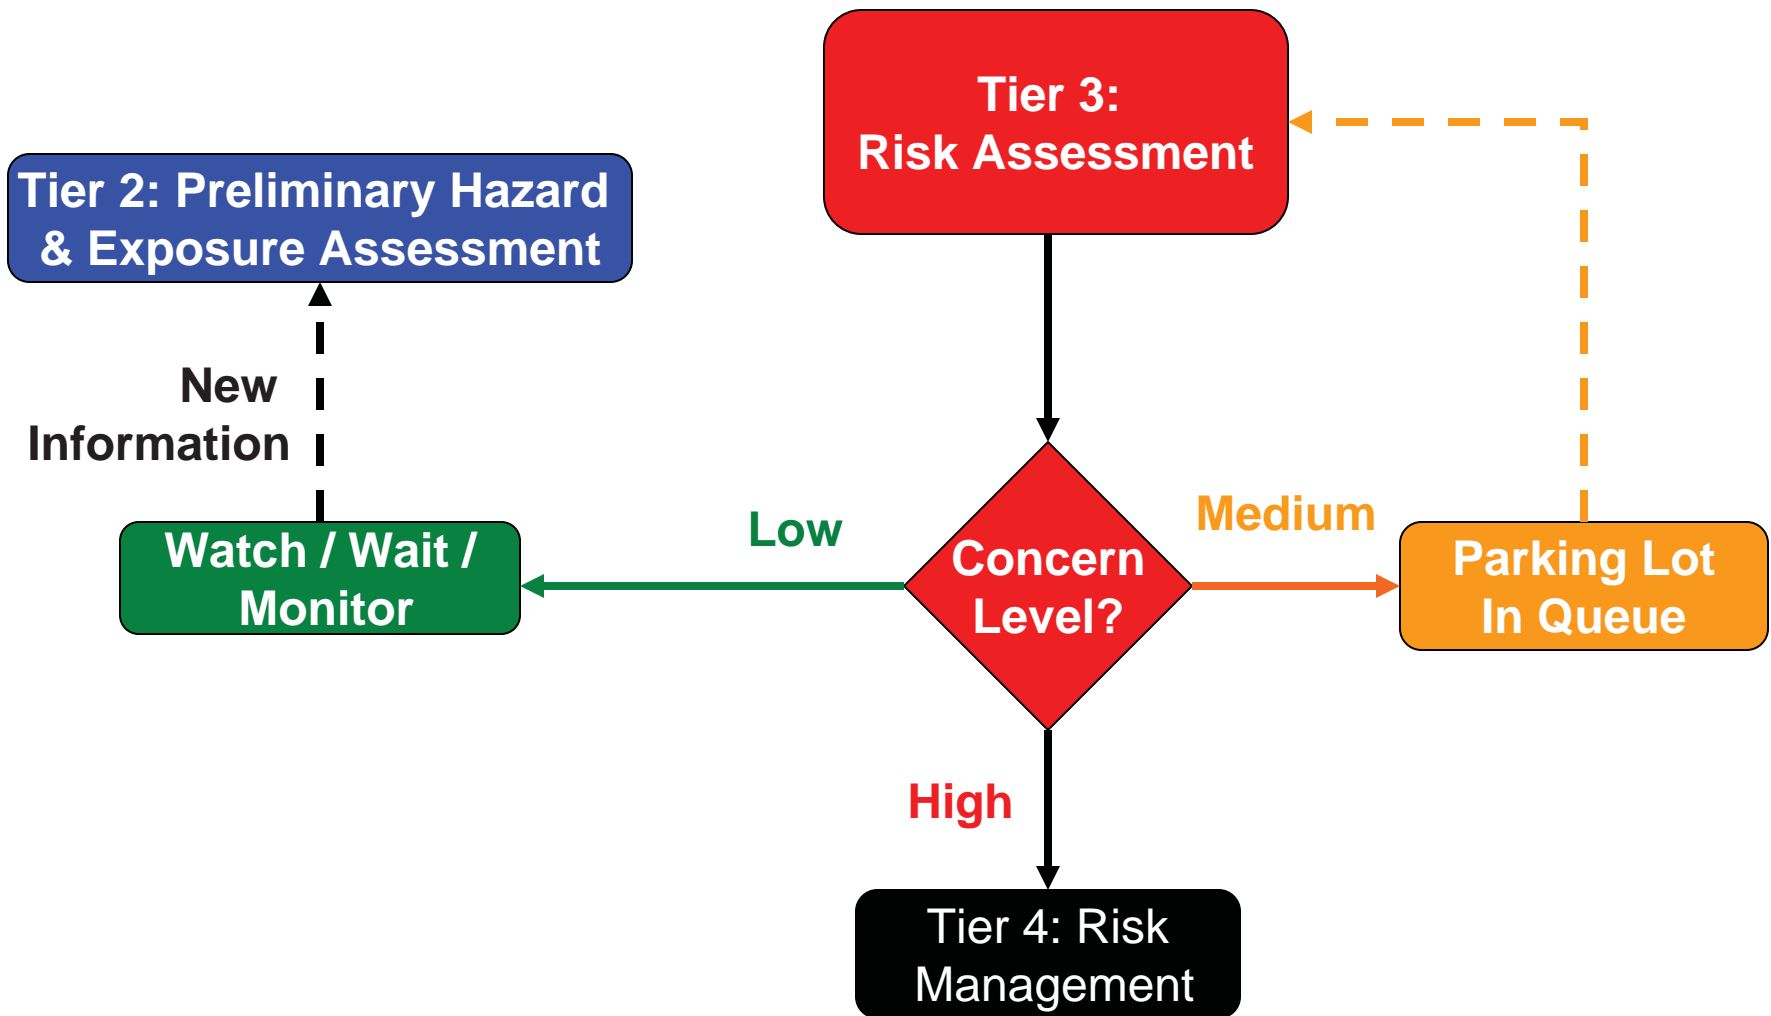 Tier 3:
Risk Assessment
Tier 2: Preliminary Hazard
& Exposure Assessment
New
Information
Watch / Wait /
Monitor
Low
Concern
Level?
Medium
Parking Lot
In Queue
High
Tier 4: Risk
Management